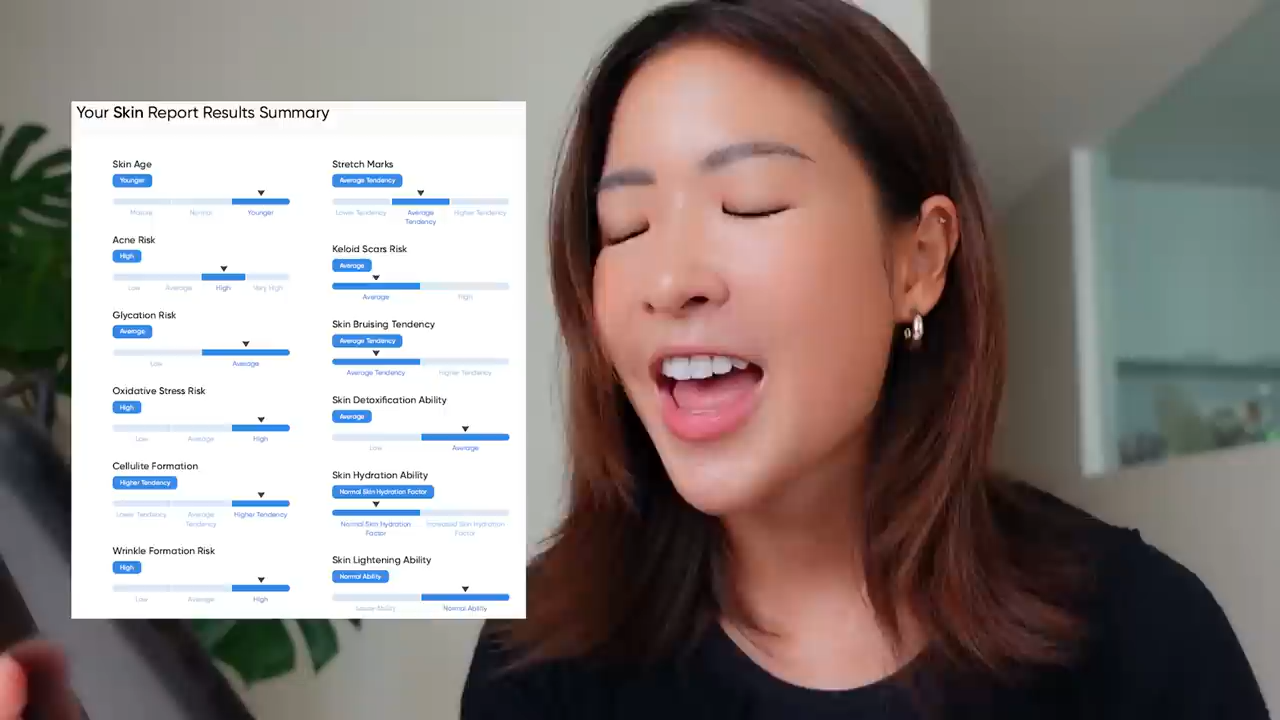 Your Skin Report Results Summary
Skin Age
Younger
Mature Normal Younger
Acne Risk
High
Low Average High Very High
Glycation Risk
Average
Low Average
Oxidative Stress Risk
High
Low Average High
Cellulite Formation
Higher Tendency
Lower Tendency Average Tendency Higher Tendency
Wrinkle Formation Risk
High
Low Average High
Stretch Marks
Average Tendency
Lower Tendency Average Tendency Higher Tendency
Keloid Scars Risk
Average
Average High
Skin Bruising Tendency
Average Tendency
Average Tendency Higher Tendency
Skin Detoxification Ability
Average
Low Average
Skin Hydration Ability
Normal Skin Hydration Factor
Normal Skin Hydration Factor Increased Skin Hydration Factor
Skin Lightening Ability
Normal Ability
Lower Ability Normal Ability